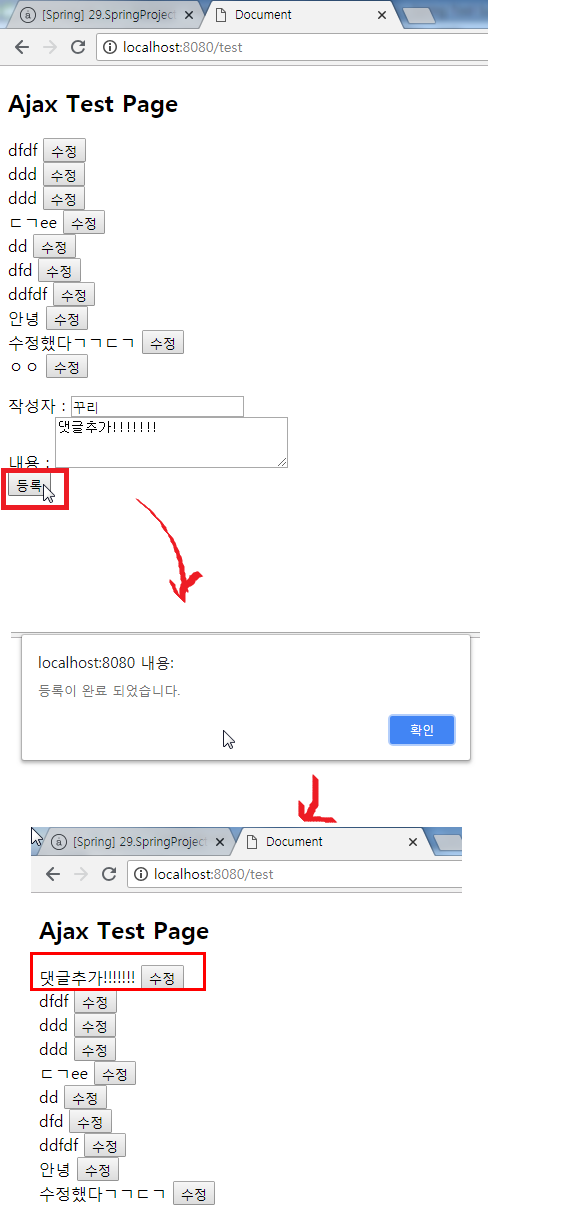 [Spring] 29.SpringProject
Document
localhost:8080/test
Ajax Test Page
dfdf 수정
ddd 수정
ddd 수정
ㄷㄱee 수정
dd 수정
dfd 수정
ddfdf 수정
안녕 수정
수정했다ㄱㄱㄷㄱ 수정
ㅇㅇ 수정
작성자 : 꾸리
댓글추가!!!!!!!
내용 :
등록
localhost:8080 내용:
등록이 완료 되었습니다.
확인
[Spring] 29.SpringProject
Document
localhost:8080/test
Ajax Test Page
댓글추가!!!!!!! 수정
dfdf 수정
ddd 수정
ddd 수정
ㄷㄱee 수정
dd 수정
dfd 수정
ddfdf 수정
안녕 수정
수정했다ㄱㄱㄷㄱ 수정